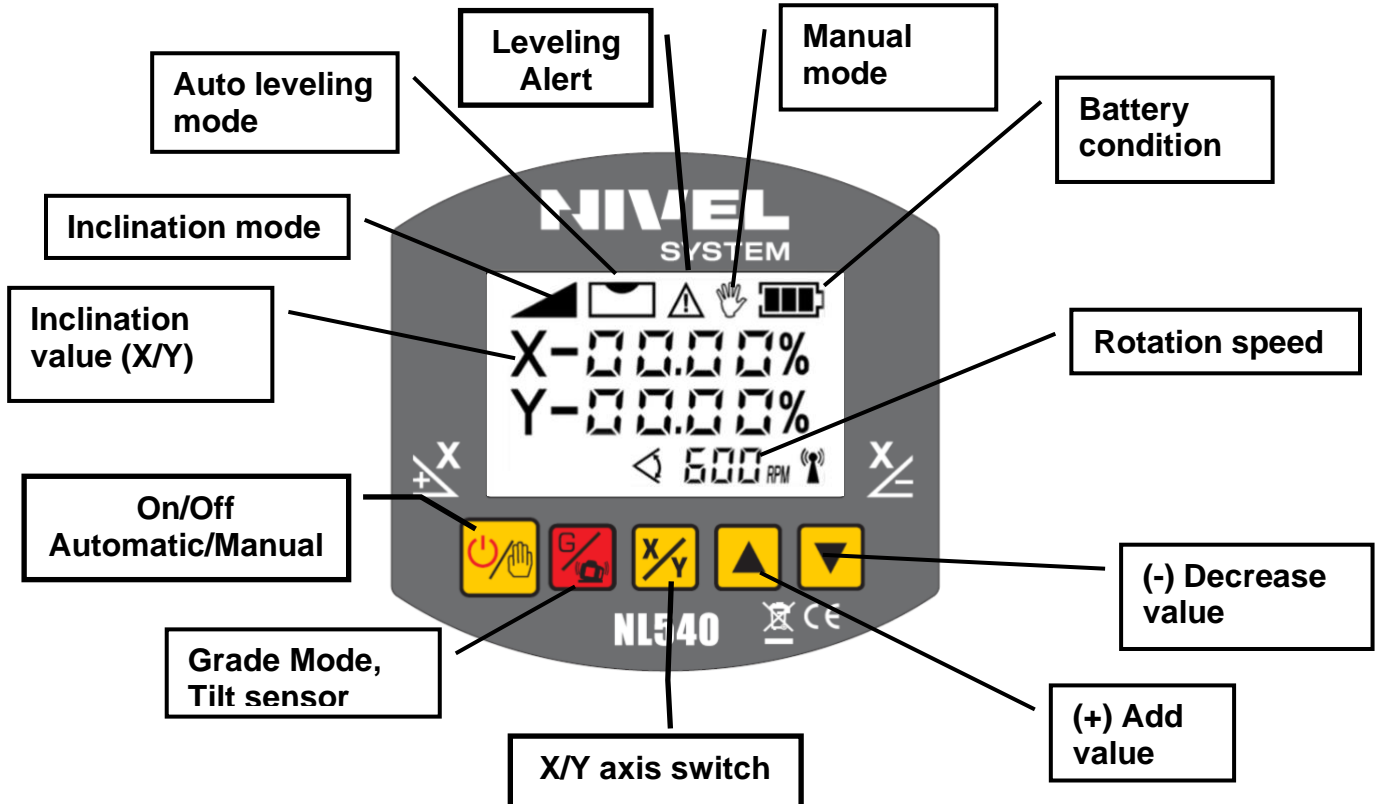 Leveling
Alert
Manual
mode
Auto leveling
mode
Battery
condition
Inclination mode
Inclination
value (X/Y)
Rotation speed
NIVEL
SYSTEM
X-00.00%
Y-00.00%
600 RPM
+ X
X -
On/Off
Automatic/Manual
G
X/Y
NL540
CE
(-) Decrease
value
Grade Mode,
Tilt sensor
(+) Add
value
X/Y axis switch